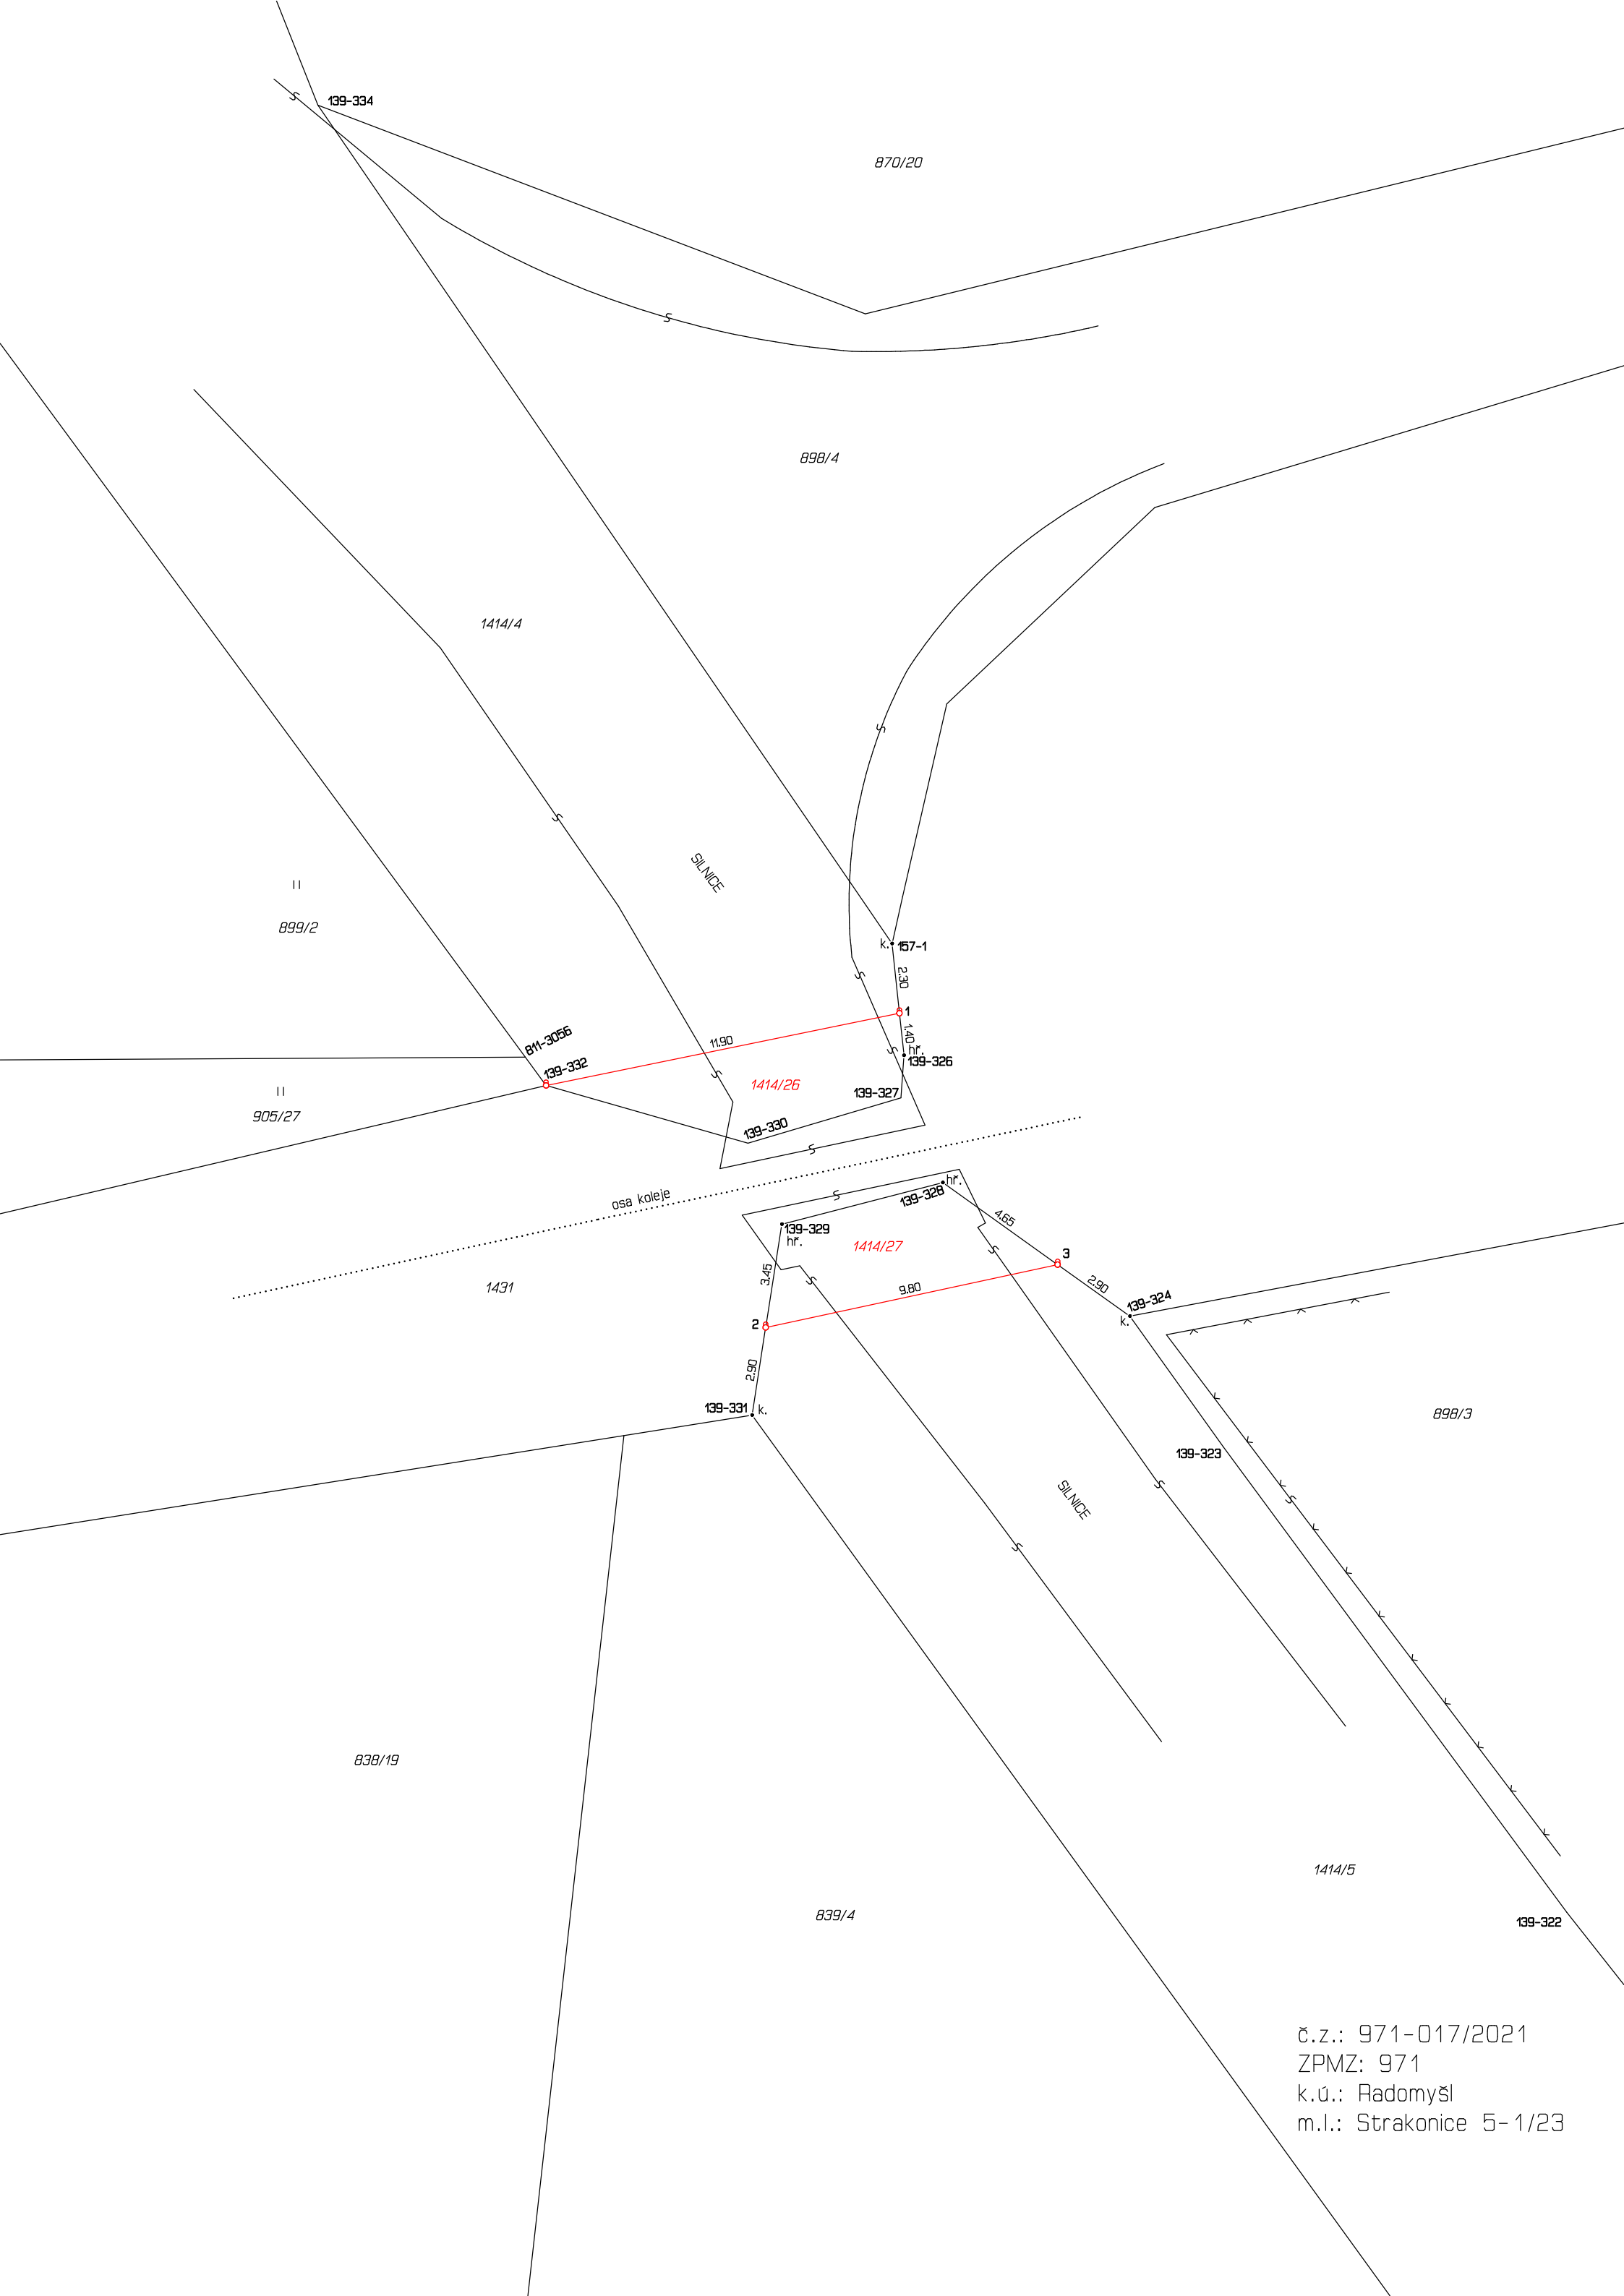 139-334
870/20
898/4
1414/4
SILNICE
899/2
k.
157-1
2.30
1
811-3056
11.90
1.40
hř.
139-326
139-332
1414/26
139-327
905/27
139-330
hř.
osa koleje
139-328
4.65
139-329
hř.
1414/27
3
1431
3.45
9.80
2.90
139-324
2
k.
2.90
139-331
k.
898/3
139-323
SILNICE
838/19
1414/5
839/4
139-322
č.z.: 971-017/2021
ZPMZ: 971
k.ú.: Radomyšl
m.l.: Strakonice 5-1/23